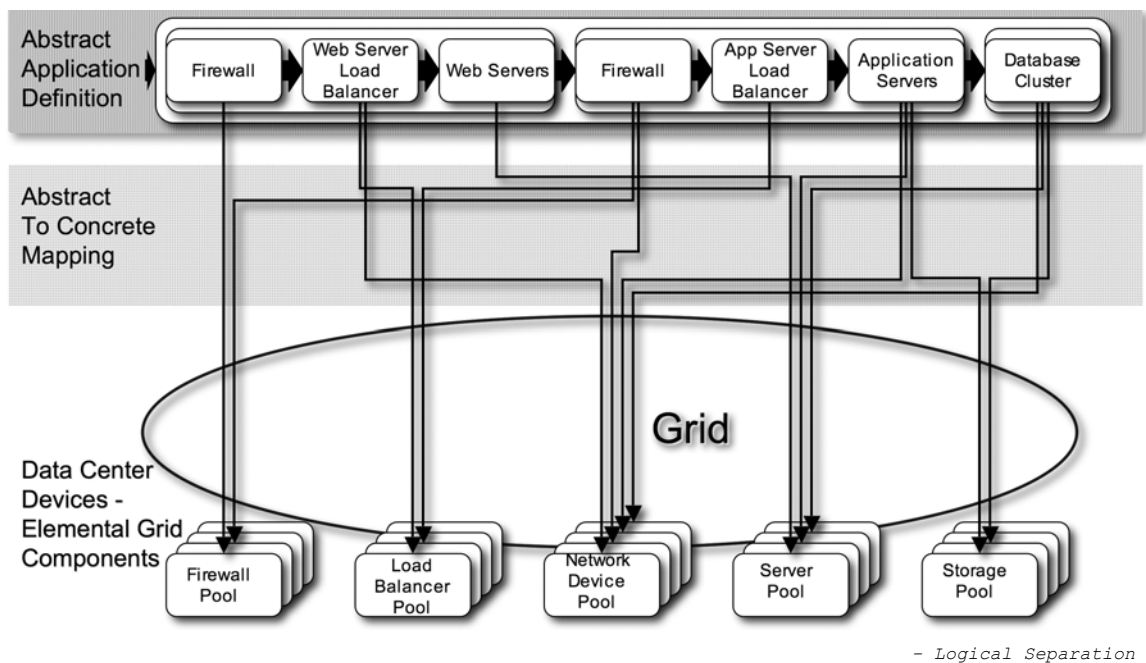 Abstract
Application
Definition
Firewall
Web Server
Load
Balancer
Web Servers
Firewall
App Server
Load
Balancer
Application
Servers
Database
Cluster
Abstract
To Concrete
Mapping
Grid
Data Center
Devices -
Elemental Grid
Components
Firewall
Pool
Load
Balancer
Pool
Network
Device
Pool
Server
Pool
Storage
Pool
- Logical Separation